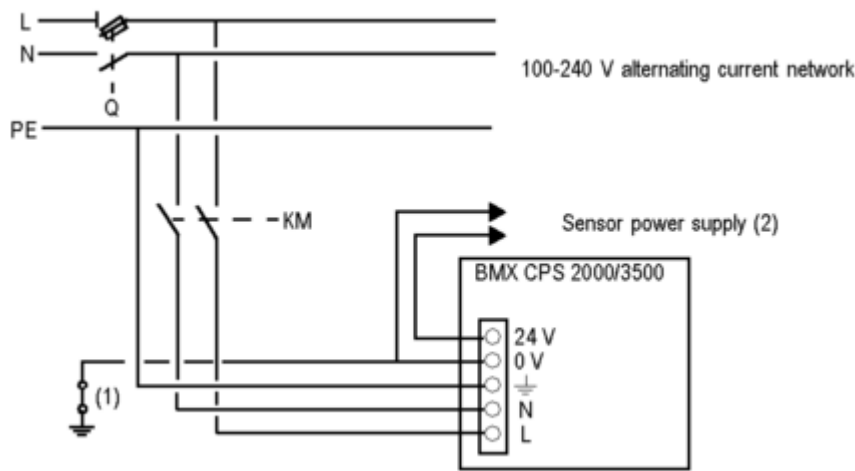 L
N
100-240 V alternating current network
Q
PE
KM
Sensor power supply (2)
BMX CPS 2000/3500
24 V
0 V
(1)
N
L